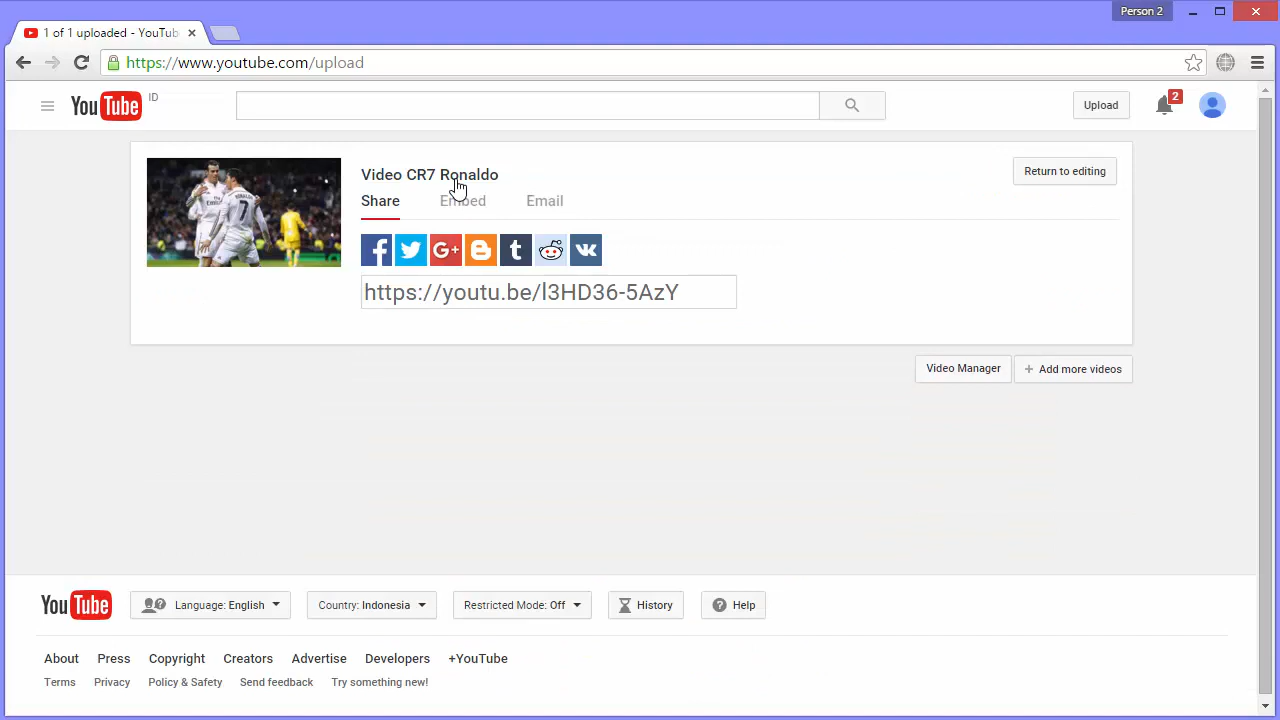 Person 2
1 of 1 uploaded - YouTub
https://www.youtube.com/upload
YouTube ID
Upload
2
Video CR7 Ronaldo
Return to editing
Share Embed Email
G+ t
https://youtu.be/l3HD36-5AzY
Video Manager + Add more videos
YouTube Language: English Country: Indonesia Restricted Mode: Off History Help
About Press Copyright Creators Advertise Developers +YouTube
Terms Privacy Policy & Safety Send feedback Try something new!